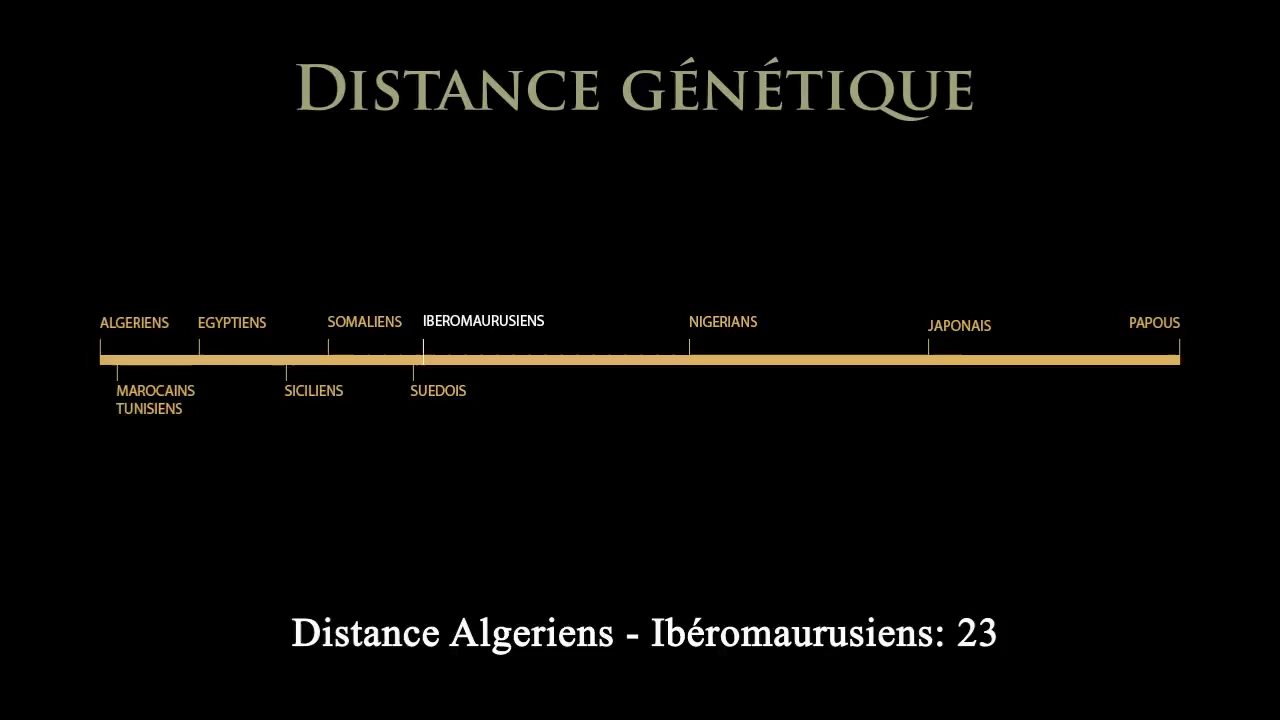 DISTANCE GÉNÉTIQUE
ALGERIENS EGYPTIENS SOMALIENS IBEROMAURUSIENS NIGERIANS JAPONAIS PAPOUS
MAROCAINS SICILIENS SUEDOIS
TUNISIENS
Distance Algeriens - Ibéromaurusiens: 23